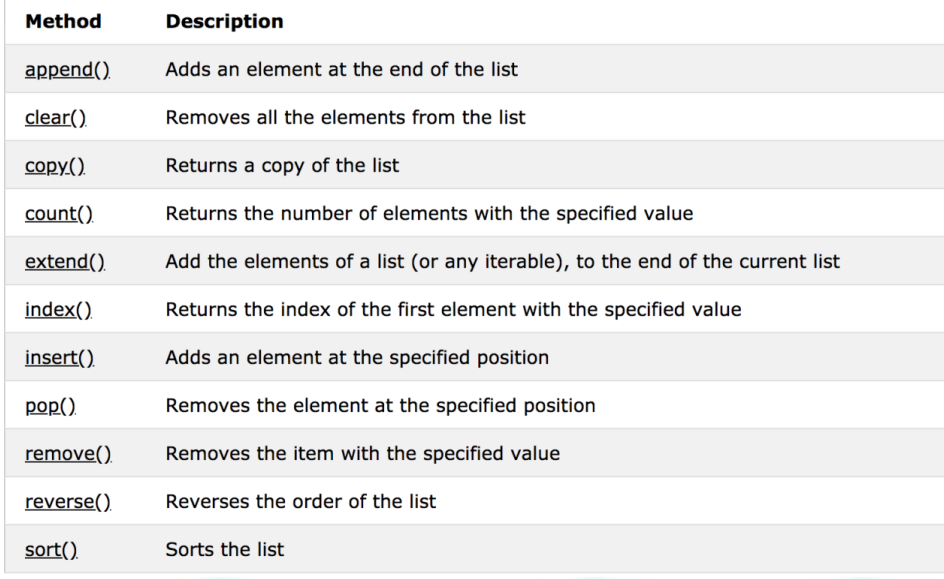 Method Description
append() Adds an element at the end of the list
clear() Removes all the elements from the list
copy() Returns a copy of the list
count() Returns the number of elements with the specified value
extend() Add the elements of a list (or any iterable), to the end of the current list
index() Returns the index of the first element with the specified value
insert() Adds an element at the specified position
pop() Removes the element at the specified position
remove() Removes the item with the specified value
reverse() Reverses the order of the list
sort() Sorts the list